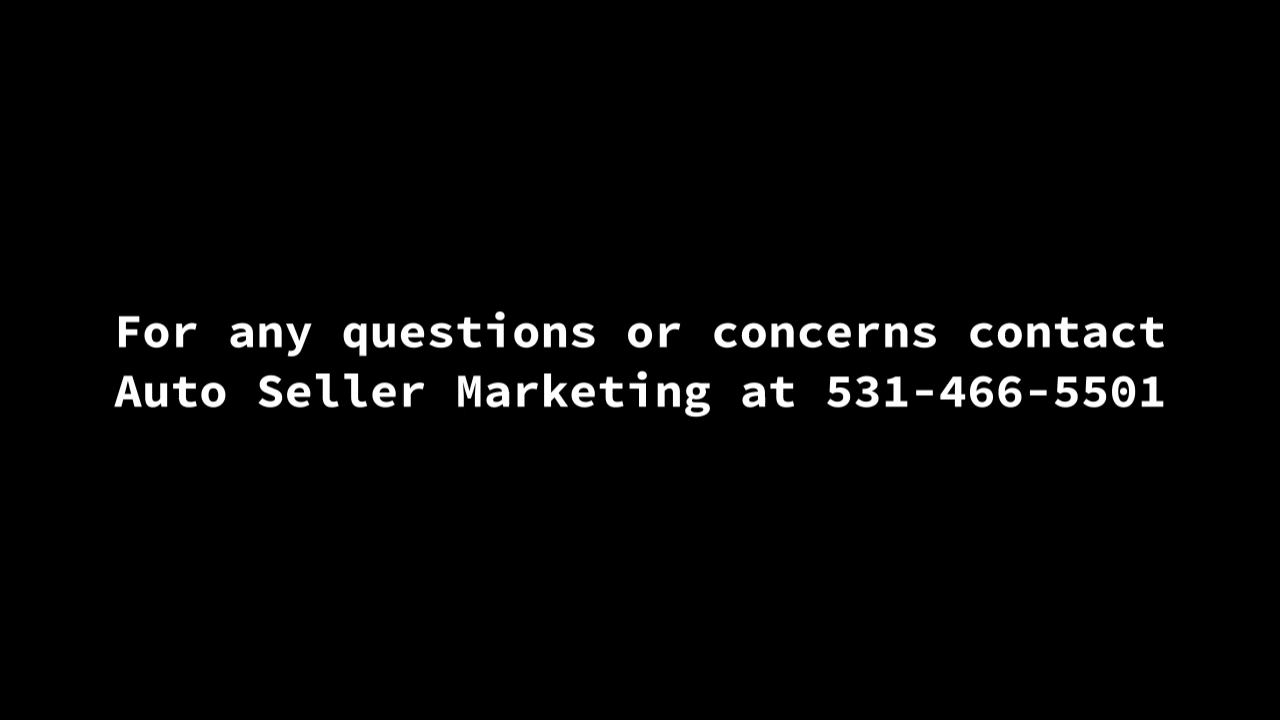 For any questions or concerns contact
Auto Seller Marketing at 531-466-5501